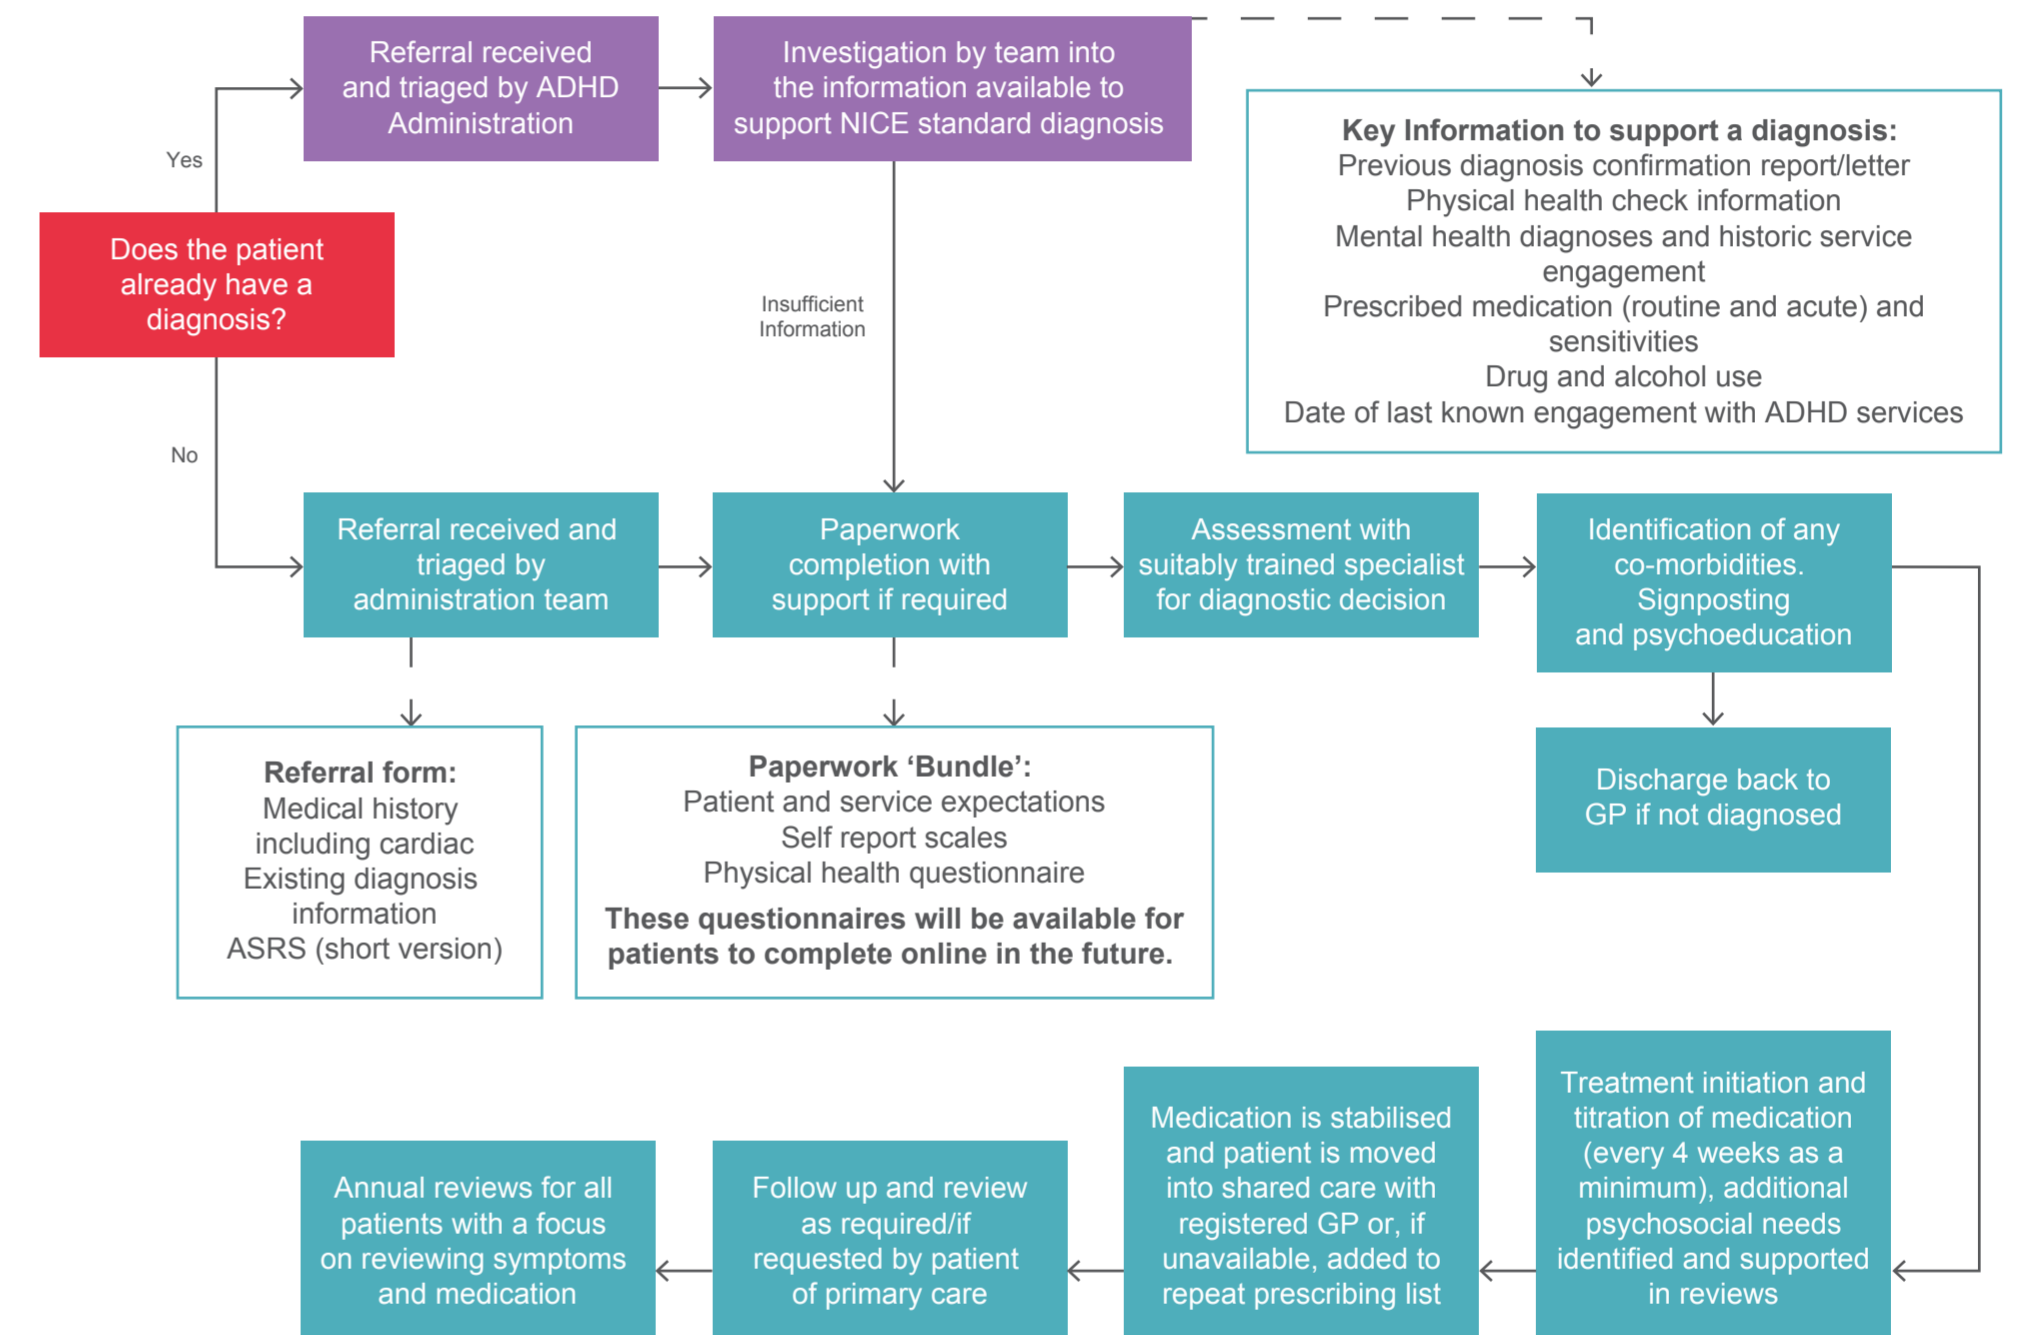 Referral received
and triaged by ADHD
Administration
Investigation by team into
the information available to
support NICE standard diagnosis
Key Information to support a diagnosis:
Previous diagnosis confirmation report/letter
Physical health check information
Mental health diagnoses and historic service
engagement
Prescribed medication (routine and acute) and
sensitivities
Drug and alcohol use
Date of last known engagement with ADHD services
Yes
Does the patient
already have a
diagnosis?
Insufficient
Information
No
Referral received and
triaged by
administration team
Paperwork
completion with
support if required
Assessment with
suitably trained specialist
for diagnostic decision
Identification of any
co-morbidities.
Signposting
and psychoeducation
Referral form:
Medical history
including cardiac
Existing diagnosis
information
ASRS (short version)
Paperwork ‘Bundle’:
Patient and service expectations
Self report scales
Physical health questionnaire
These questionnaires will be available for
patients to complete online in the future.
Discharge back to
GP if not diagnosed
Treatment initiation and
titration of medication
(every 4 weeks as a
minimum), additional
psychosocial needs
identified and supported
in reviews
Medication is stabilised
and patient is moved
into shared care with
registered GP or, if
unavailable, added to
repeat prescribing list
Follow up and review
as required/if
requested by patient
of primary care
Annual reviews for all
patients with a focus
on reviewing symptoms
and medication